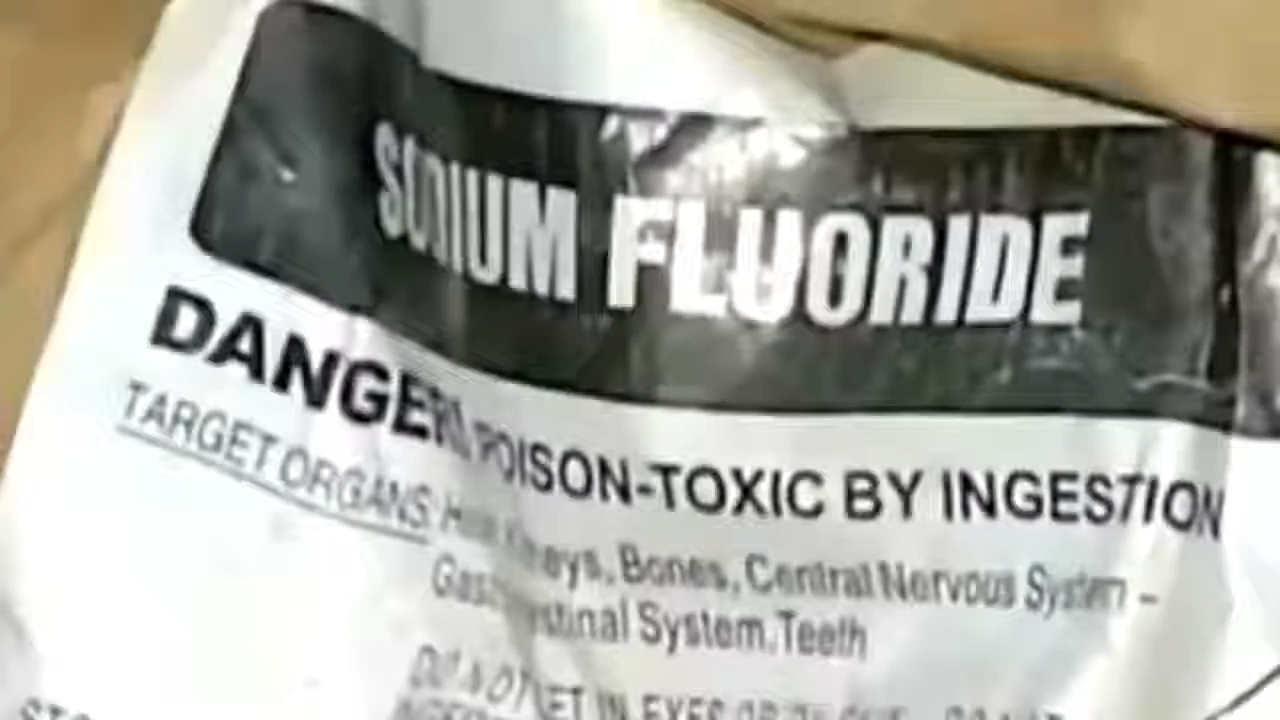 SODIUM FLUORIDE
DANGER! POISON-TOXIC BY INGESTION
TARGET ORGANS: Kidneys, Bones, Central Nervous System –
Gastrointestinal System, Teeth
DO NOT GET IN EYES OR